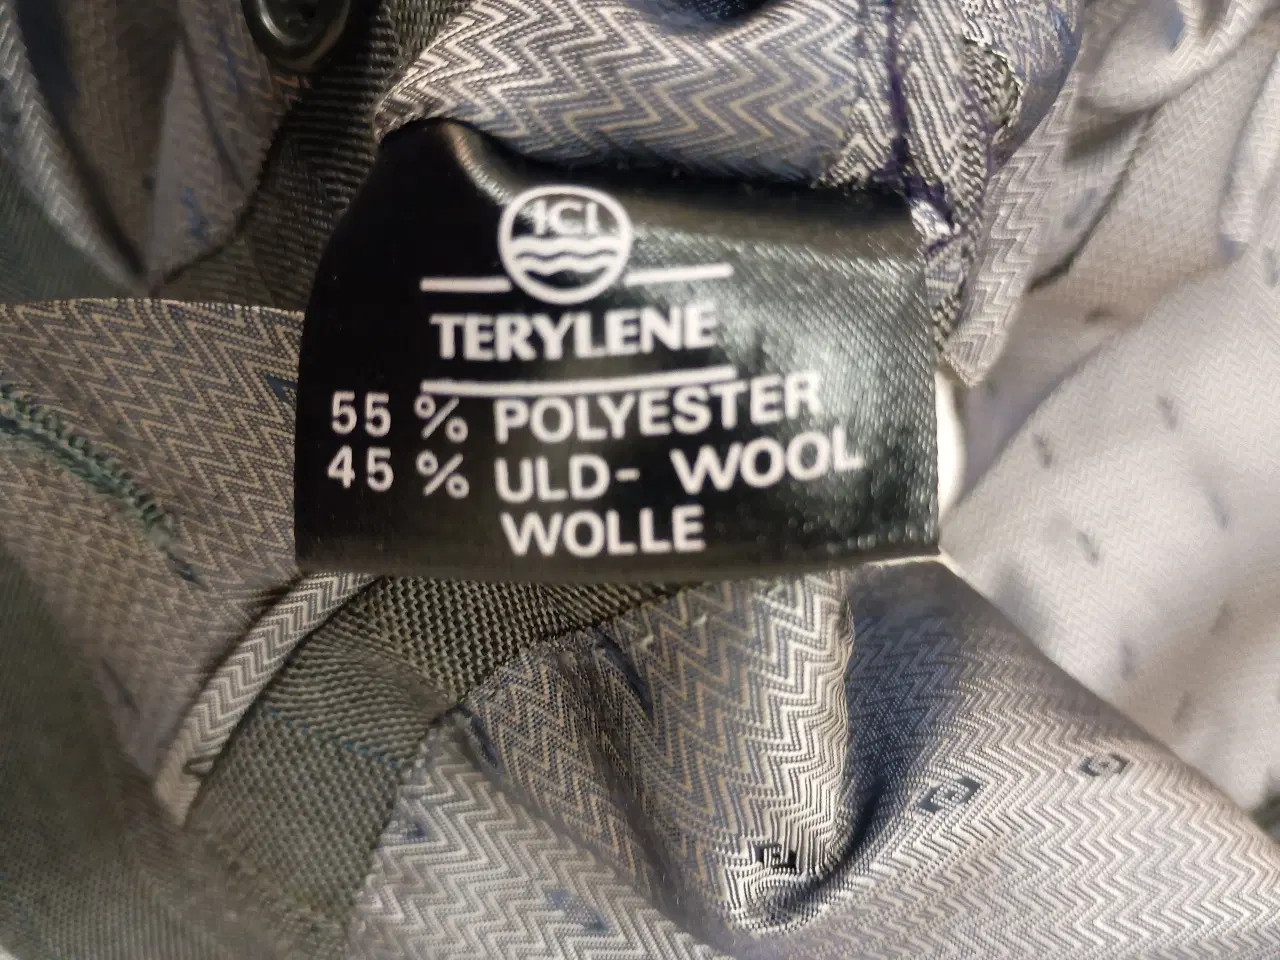 ICI
TERYLENE
55 % POLYESTER
45 % ULD- WOOL
WOLLE